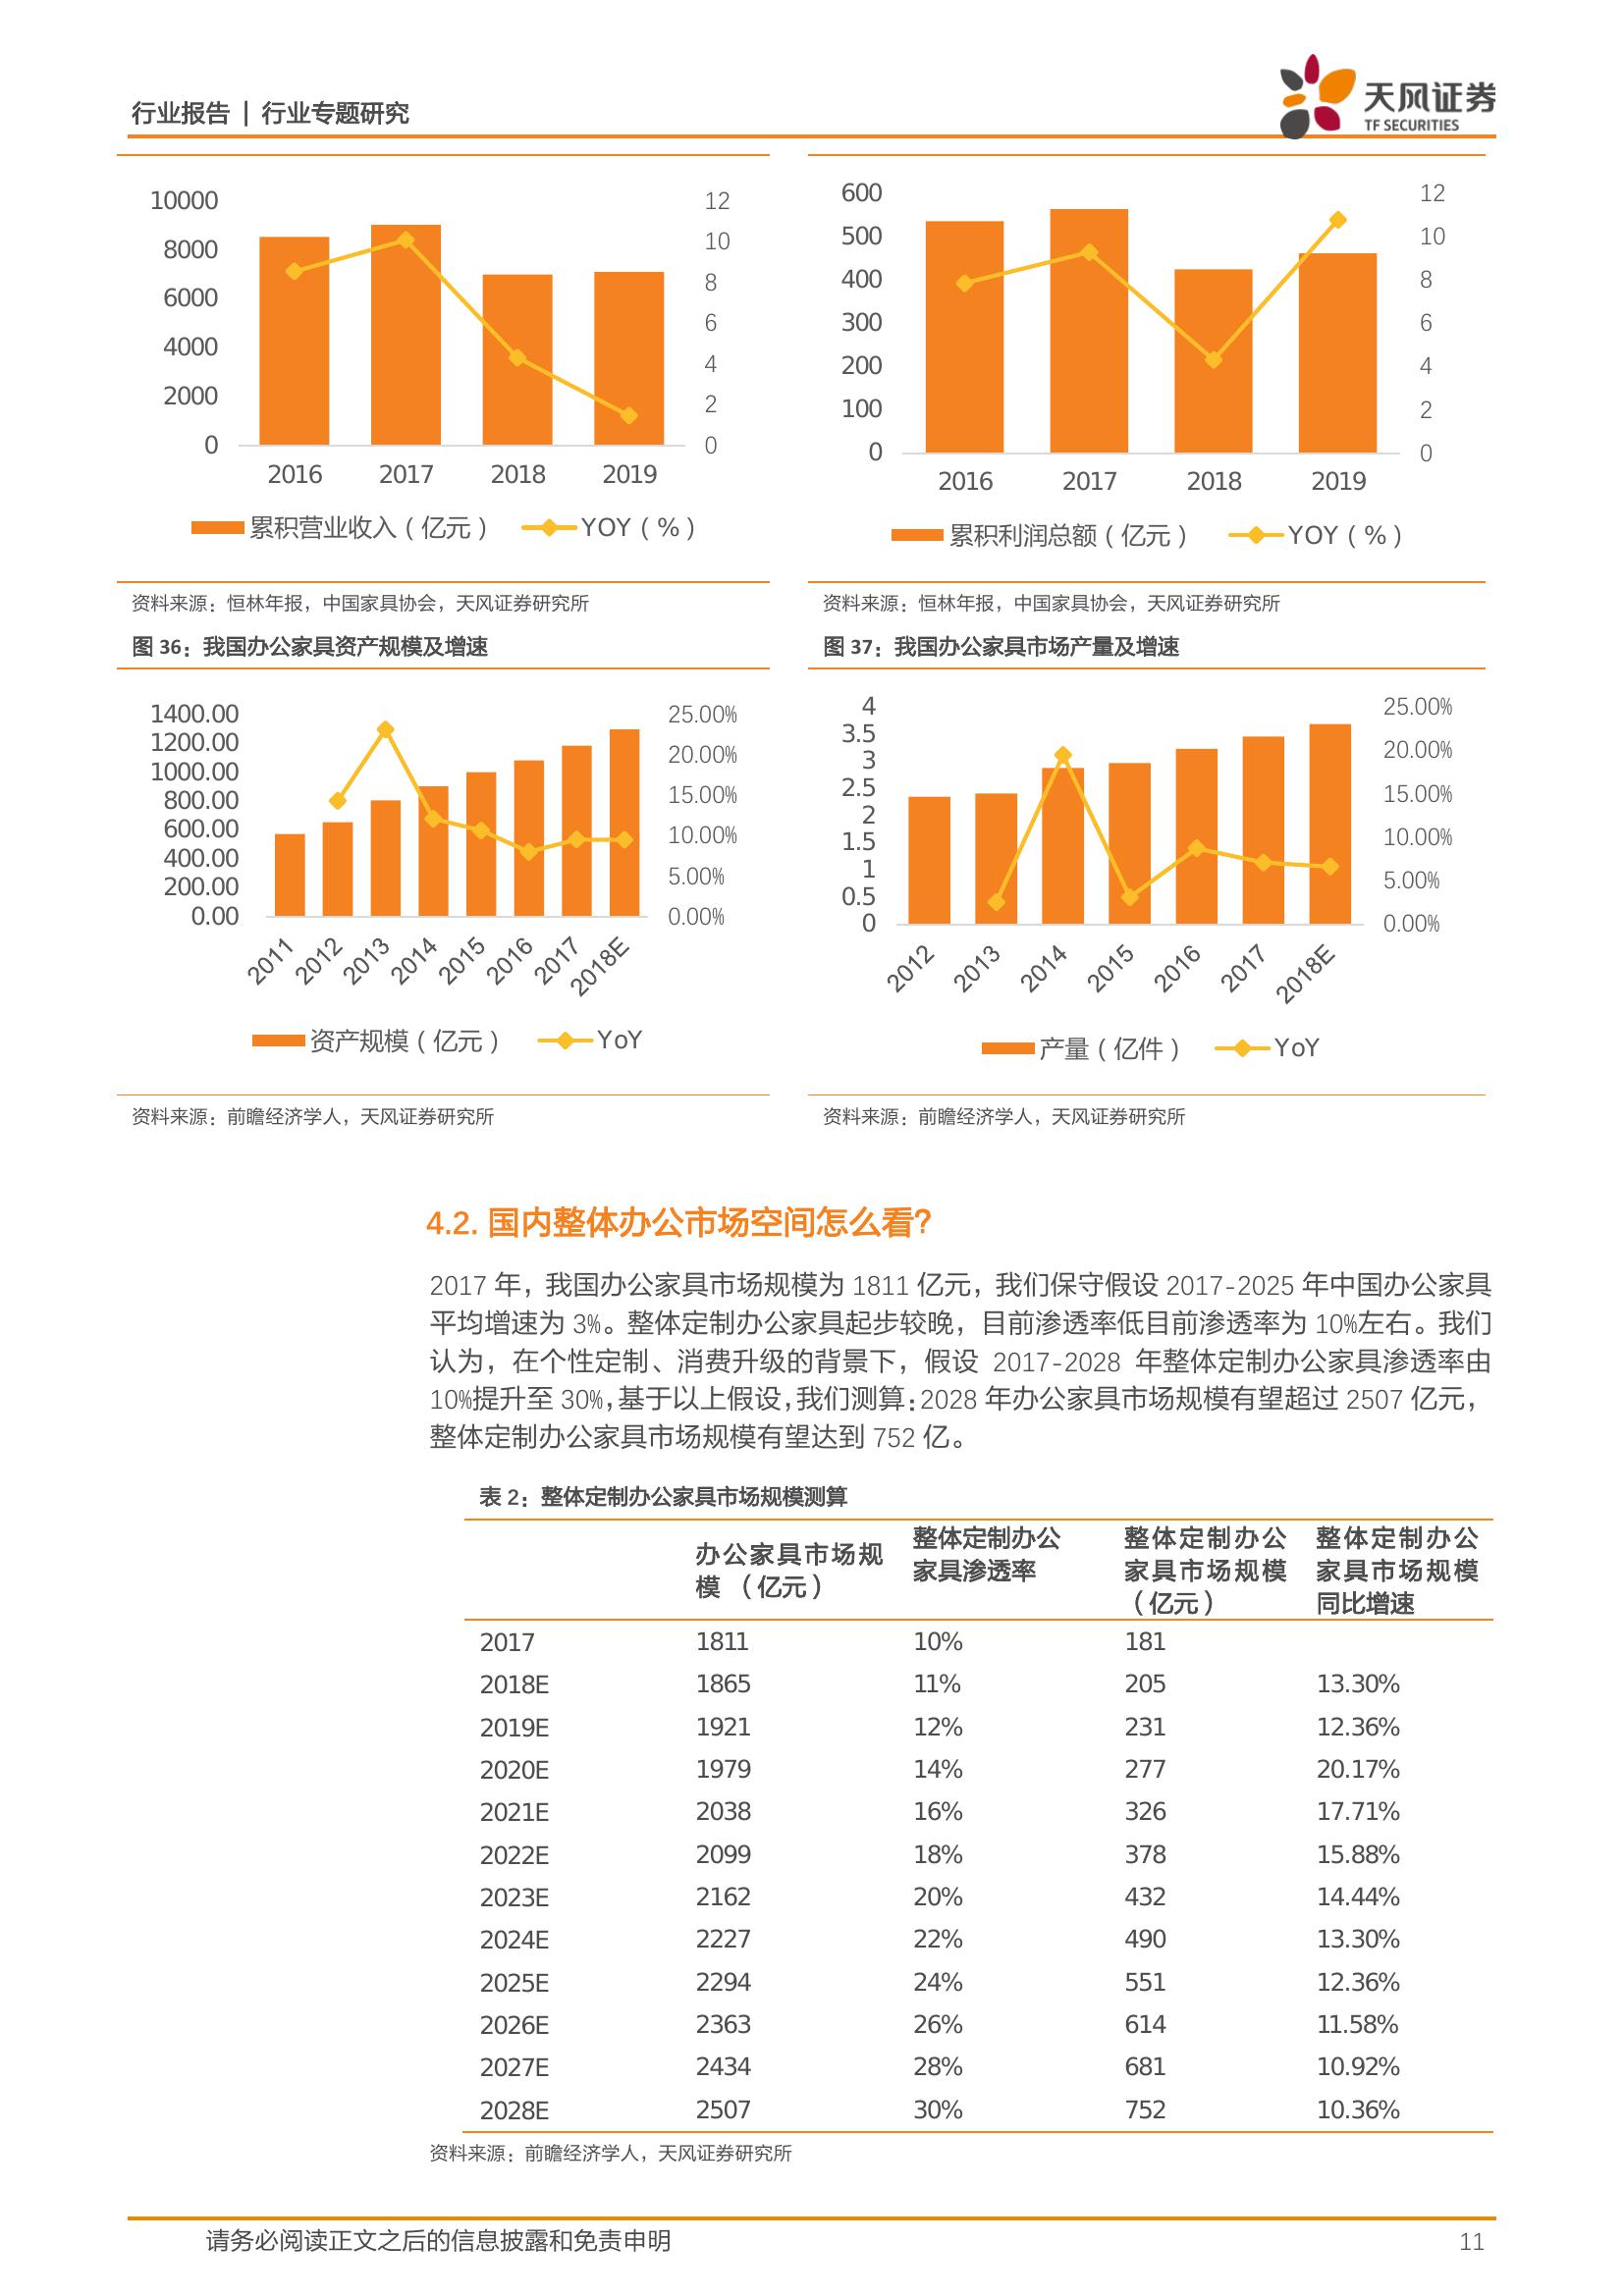 行业报告 | 行业专题研究
天风证券
TF SECURITIES
10000
8000
6000
4000
2000
0
12
10
8
6
4
2
0
2016 2017 2018 2019
累积营业收入（亿元） YOY（%）
600
500
400
300
200
100
0
12
10
8
6
4
2
0
2016 2017 2018 2019
累积利润总额（亿元） YOY（%）
资料来源：恒林年报，中国家具协会，天风证券研究所
资料来源：恒林年报，中国家具协会，天风证券研究所
图 36：我国办公家具资产规模及增速
图 37：我国办公家具市场产量及增速
1400.00
1200.00
1000.00
800.00
600.00
400.00
200.00
0.00
25.00%
20.00%
15.00%
10.00%
5.00%
0.00%
2011 2012 2013 2014 2015 2016 2017 2018E
资产规模（亿元） YoY
4
3.5
3
2.5
2
1.5
1
0.5
0
25.00%
20.00%
15.00%
10.00%
5.00%
0.00%
2012 2013 2014 2015 2016 2017 2018E
产量（亿件） YoY
资料来源：前瞻经济学人，天风证券研究所
资料来源：前瞻经济学人，天风证券研究所
4.2. 国内整体办公市场空间怎么看？
2017 年，我国办公家具市场规模为 1811 亿元，我们保守假设 2017-2025 年中国办公家具
平均增速为 3%。整体定制办公家具起步较晚，目前渗透率低目前渗透率为 10%左右。我们
认为，在个性定制、消费升级的背景下，假设 2017-2028 年整体定制办公家具渗透率由
10%提升至 30%，基于以上假设，我们测算：2028 年办公家具市场规模有望超过 2507 亿元，
整体定制办公家具市场规模有望达到 752 亿。
表 2：整体定制办公家具市场规模测算
办公家具市场规
模 （亿元）
整体定制办公
家具渗透率
整体定制办公
家具市场规模
（亿元）
整体定制办公
家具市场规模
同比增速
2017 1811 10% 181
2018E 1865 11% 205 13.30%
2019E 1921 12% 231 12.36%
2020E 1979 14% 277 20.17%
2021E 2038 16% 326 17.71%
2022E 2099 18% 378 15.88%
2023E 2162 20% 432 14.44%
2024E 2227 22% 490 13.30%
2025E 2294 24% 551 12.36%
2026E 2363 26% 614 11.58%
2027E 2434 28% 681 10.92%
2028E 2507 30% 752 10.36%
资料来源：前瞻经济学人，天风证券研究所
请务必阅读正文之后的信息披露和免责申明
11